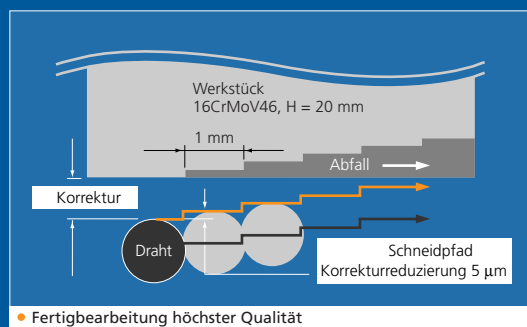 Werkstück
16CrMoV46, H = 20 mm
1 mm
Abfall
Korrektur
Draht
Schneidpfad
Korrekturreduzierung 5 µm
• Fertigbearbeitung höchster Qualität